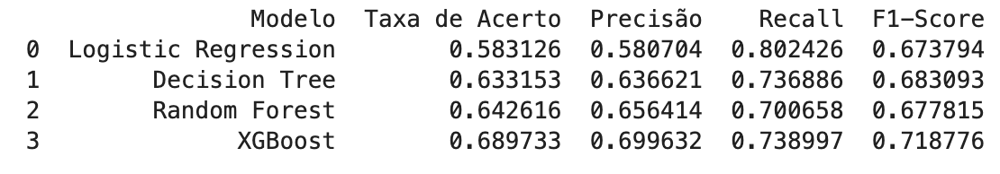 Modelo Taxa de Acerto Precisão Recall F1-Score
0 Logistic Regression 0.583126 0.580704 0.802426 0.673794
1 Decision Tree 0.633153 0.636621 0.736886 0.683093
2 Random Forest 0.642616 0.656414 0.700658 0.677815
3 XGBoost 0.689733 0.699632 0.738997 0.718776